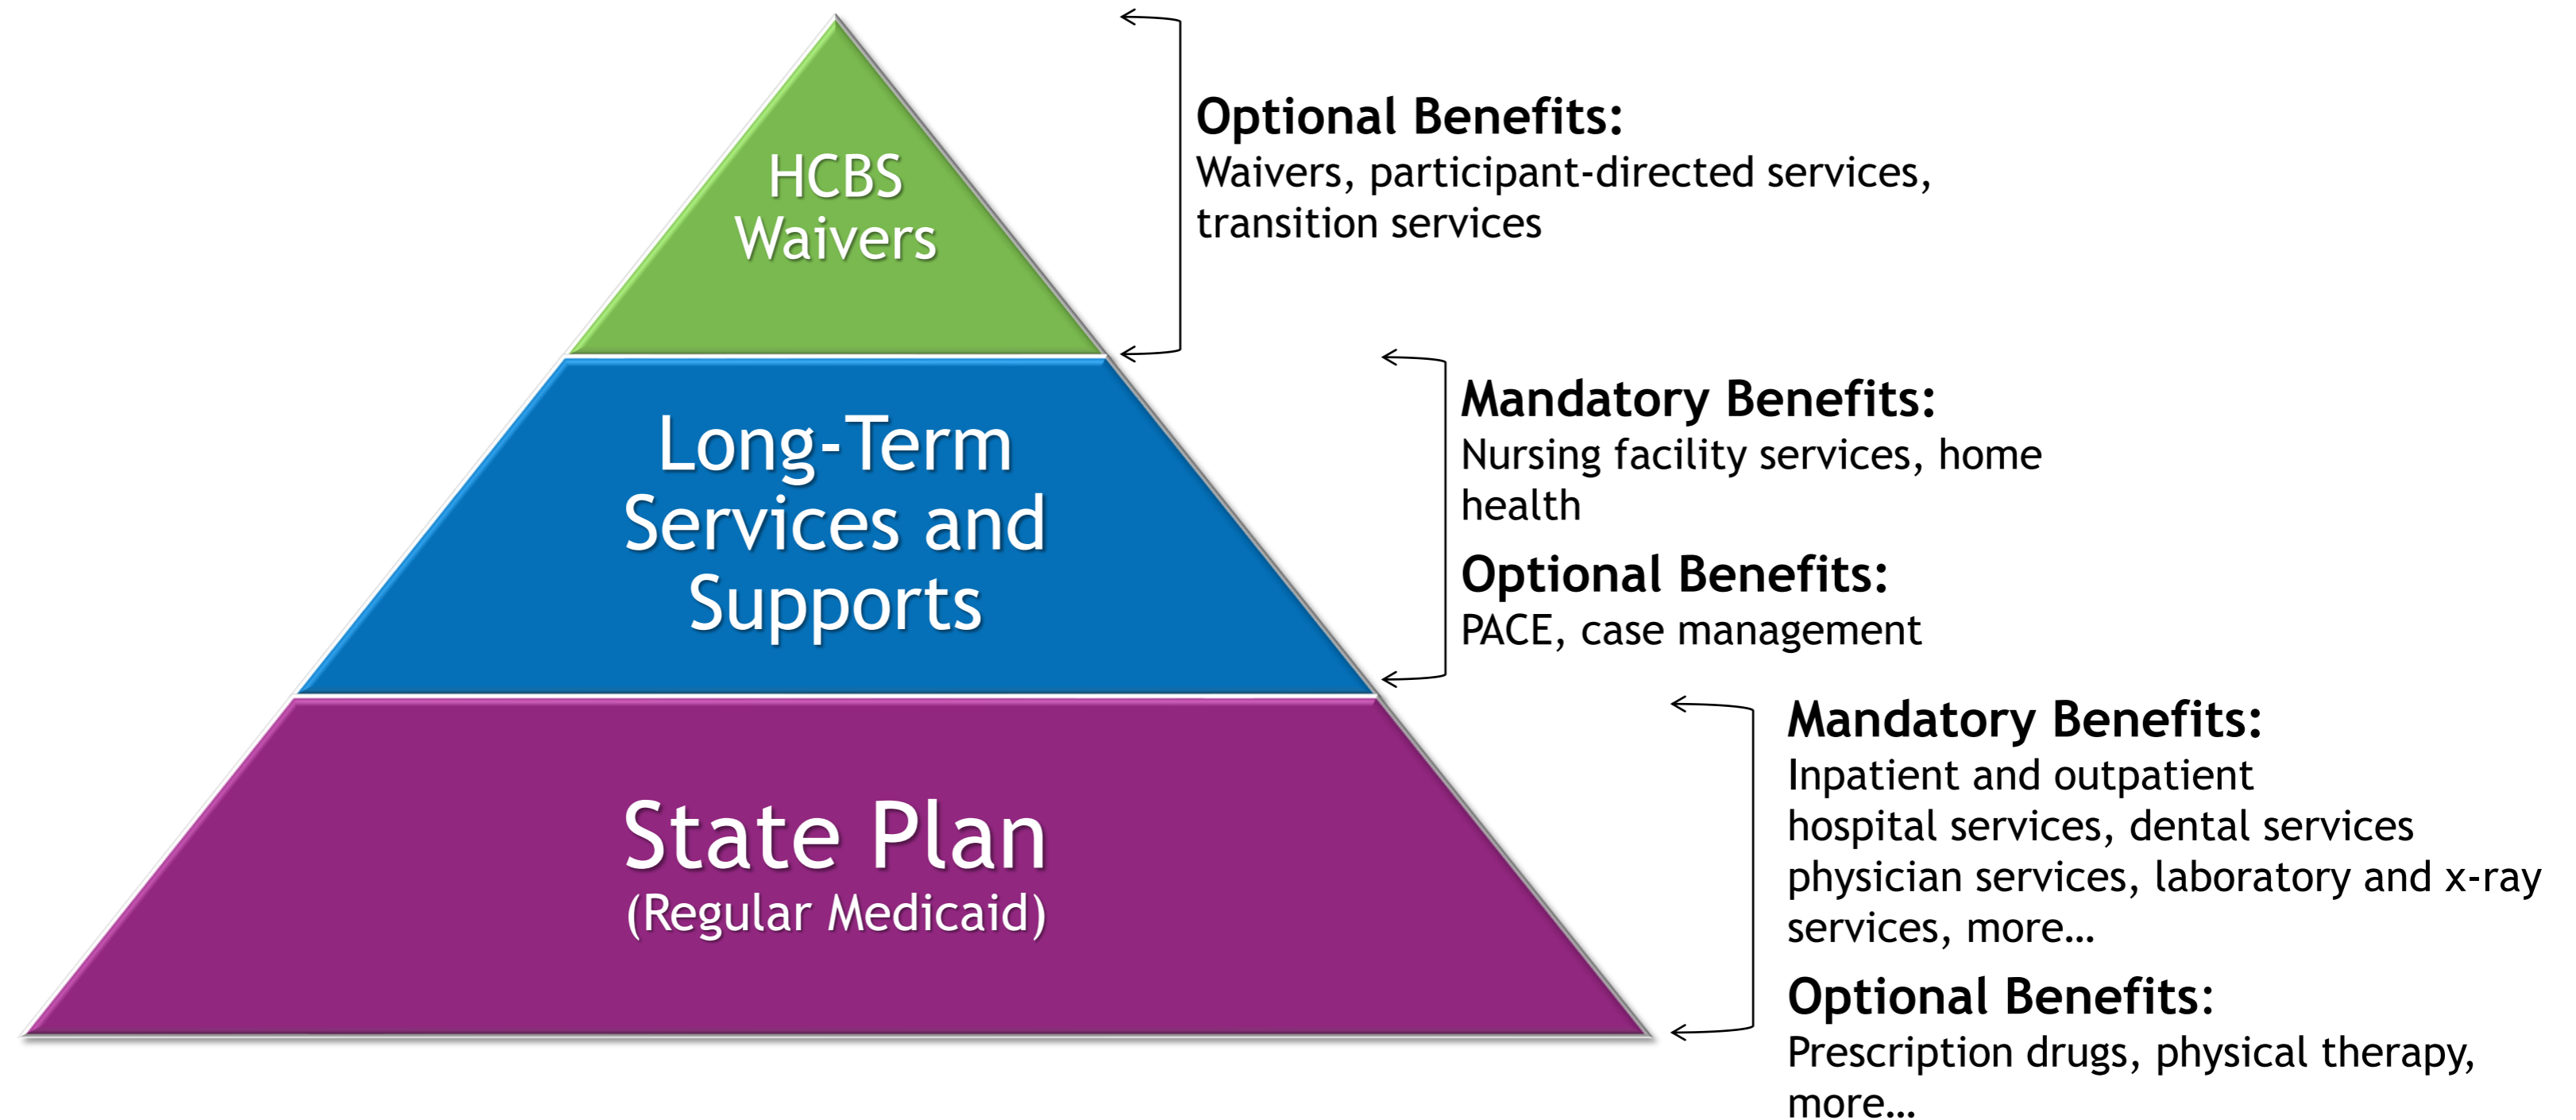 HCBS
Waivers
Optional Benefits:
Waivers, participant-directed services,
transition services
Long-Term
Services and
Supports
Mandatory Benefits:
Nursing facility services, home
health
Optional Benefits:
PACE, case management
State Plan
(Regular Medicaid)
Mandatory Benefits:
Inpatient and outpatient
hospital services, dental services
physician services, laboratory and x-ray
services, more…
Optional Benefits:
Prescription drugs, physical therapy,
more…